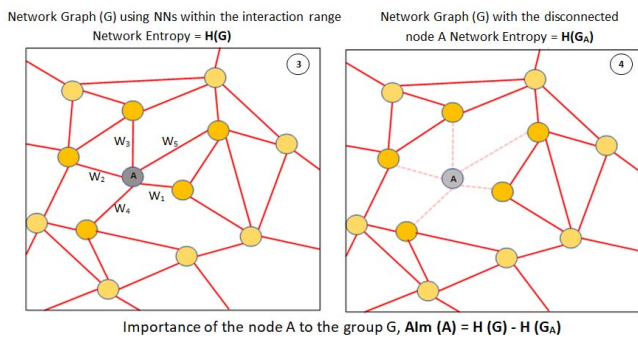 Network Graph (G) using NNs within the interaction range
Network Entropy = H(G)
Network Graph (G) with the disconnected
node A Network Entropy = H(GA)
3
W3
W5
A
W2
W1
W4
4
A
Importance of the node A to the group G, AIm (A) = H (G) - H (GA)